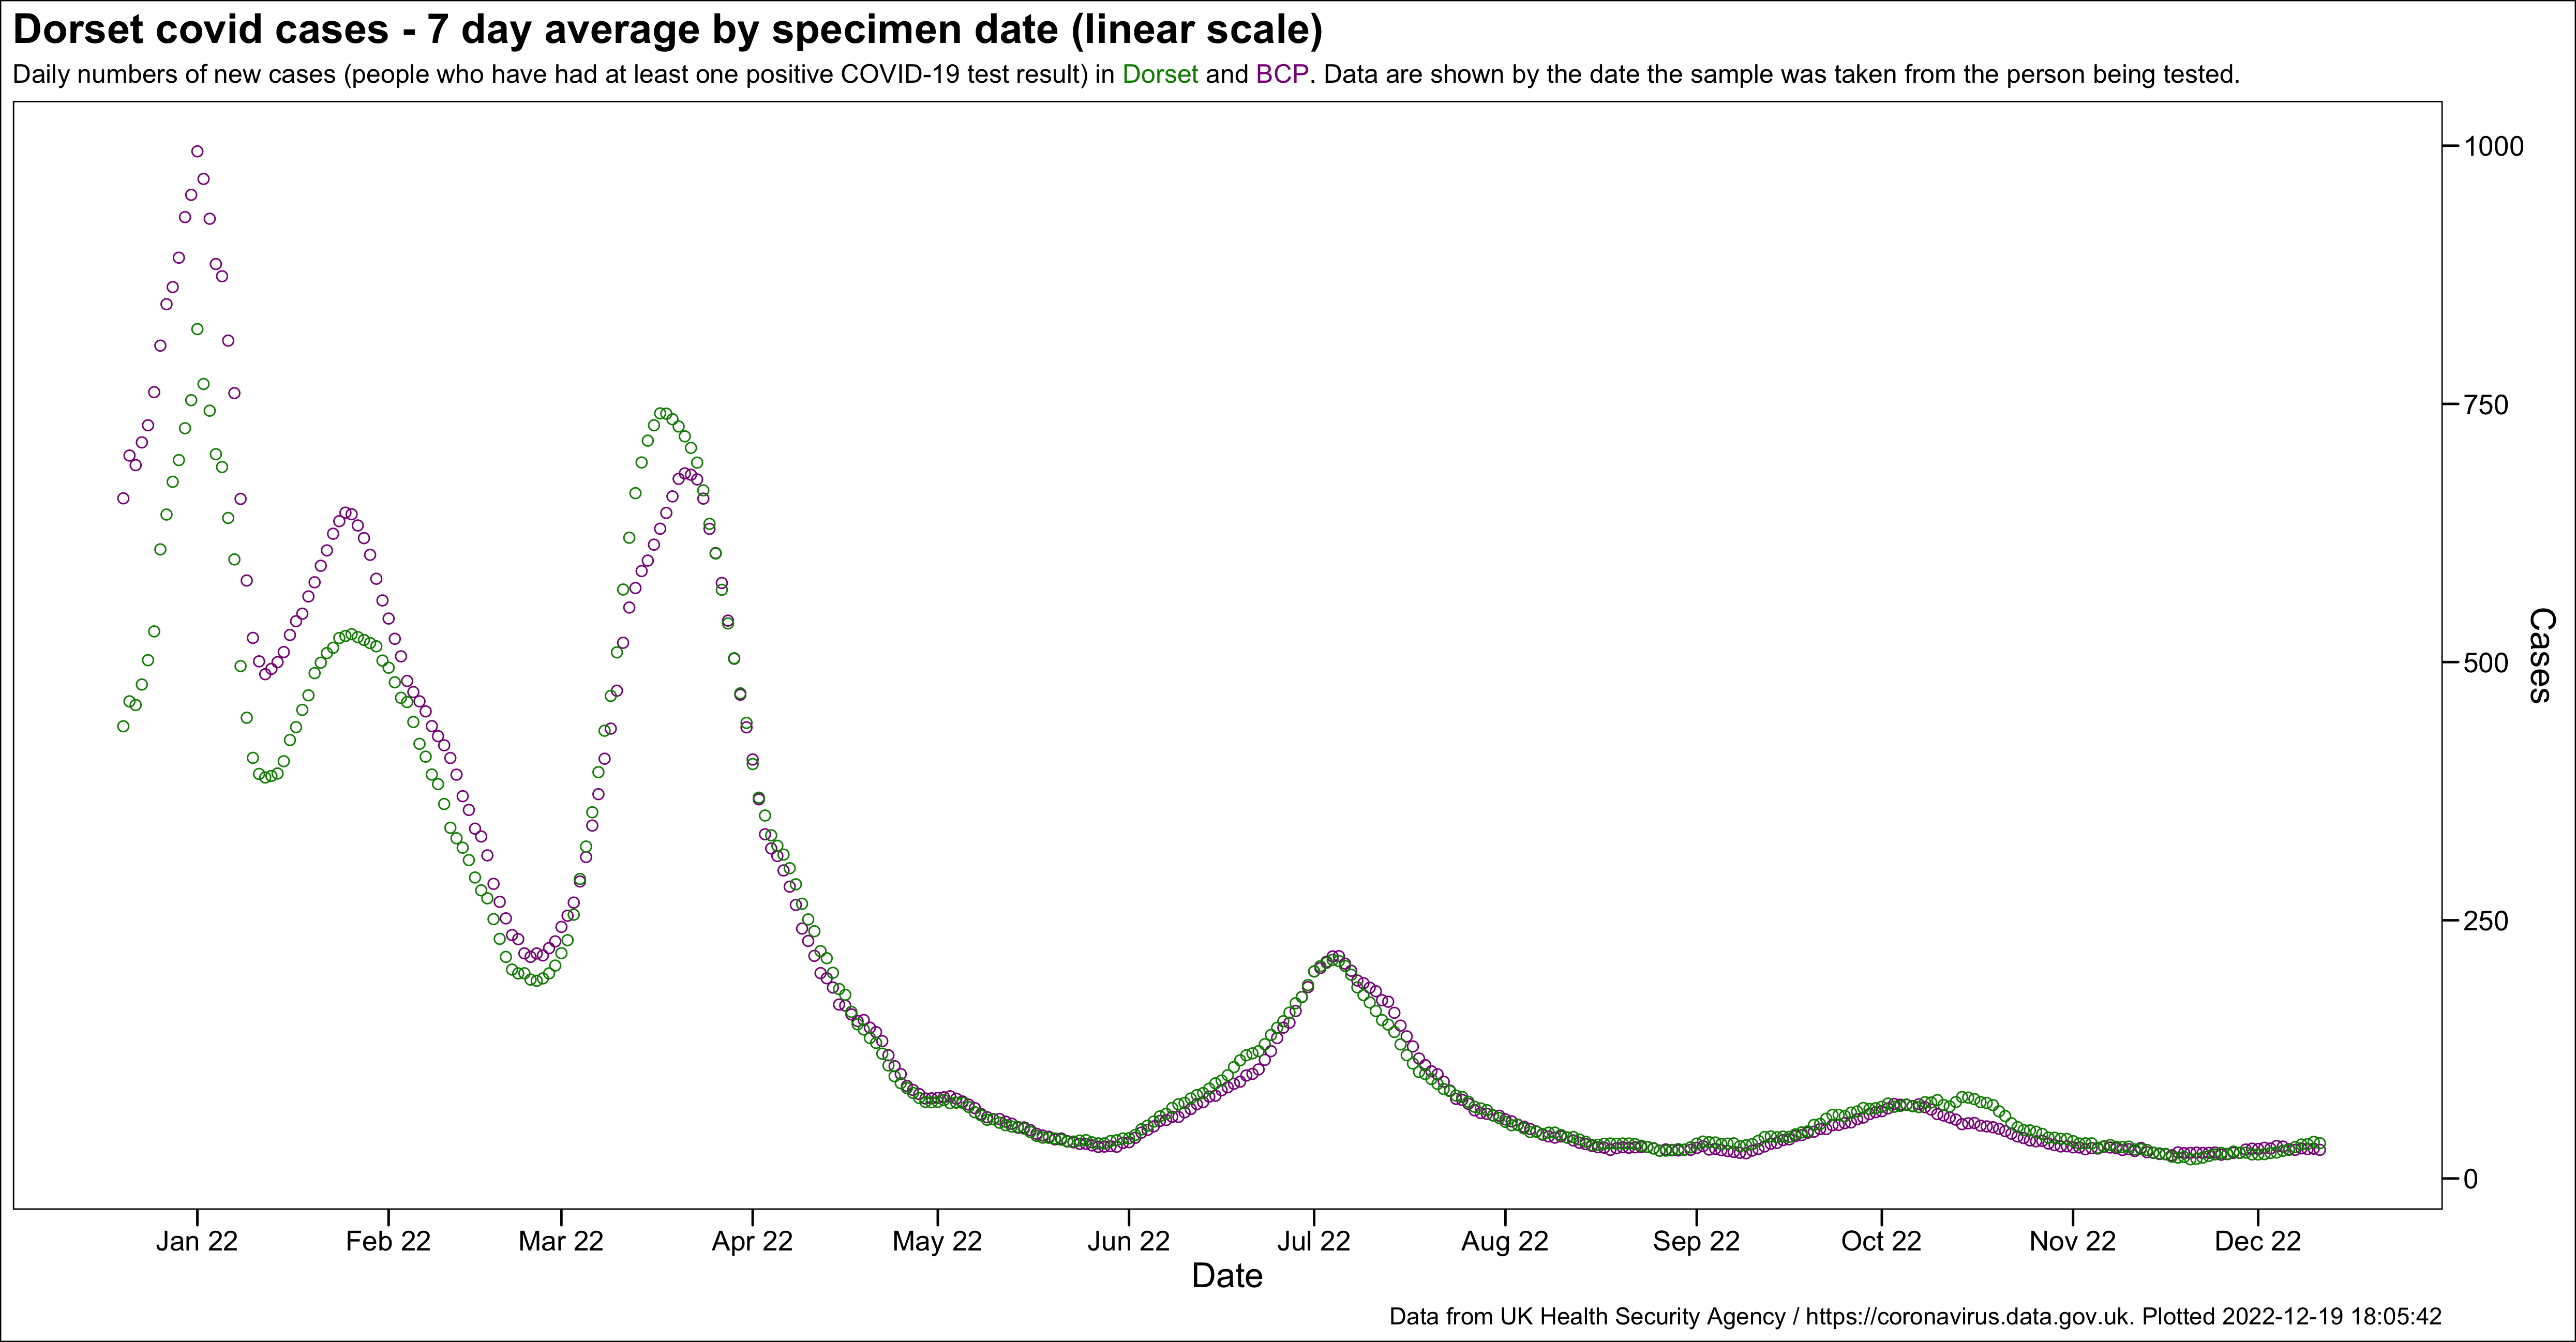 Dorset covid cases - 7 day average by specimen date (linear scale)
Daily numbers of new cases (people who have had at least one positive COVID-19 test result) in Dorset and BCP. Data are shown by the date the sample was taken from the person being tested.
1000
750
500
250
0
Cases
Jan 22 Feb 22 Mar 22 Apr 22 May 22 Jun 22 Jul 22 Aug 22 Sep 22 Oct 22 Nov 22 Dec 22
Date
Data from UK Health Security Agency / https://coronavirus.data.gov.uk. Plotted 2022-12-19 18:05:42